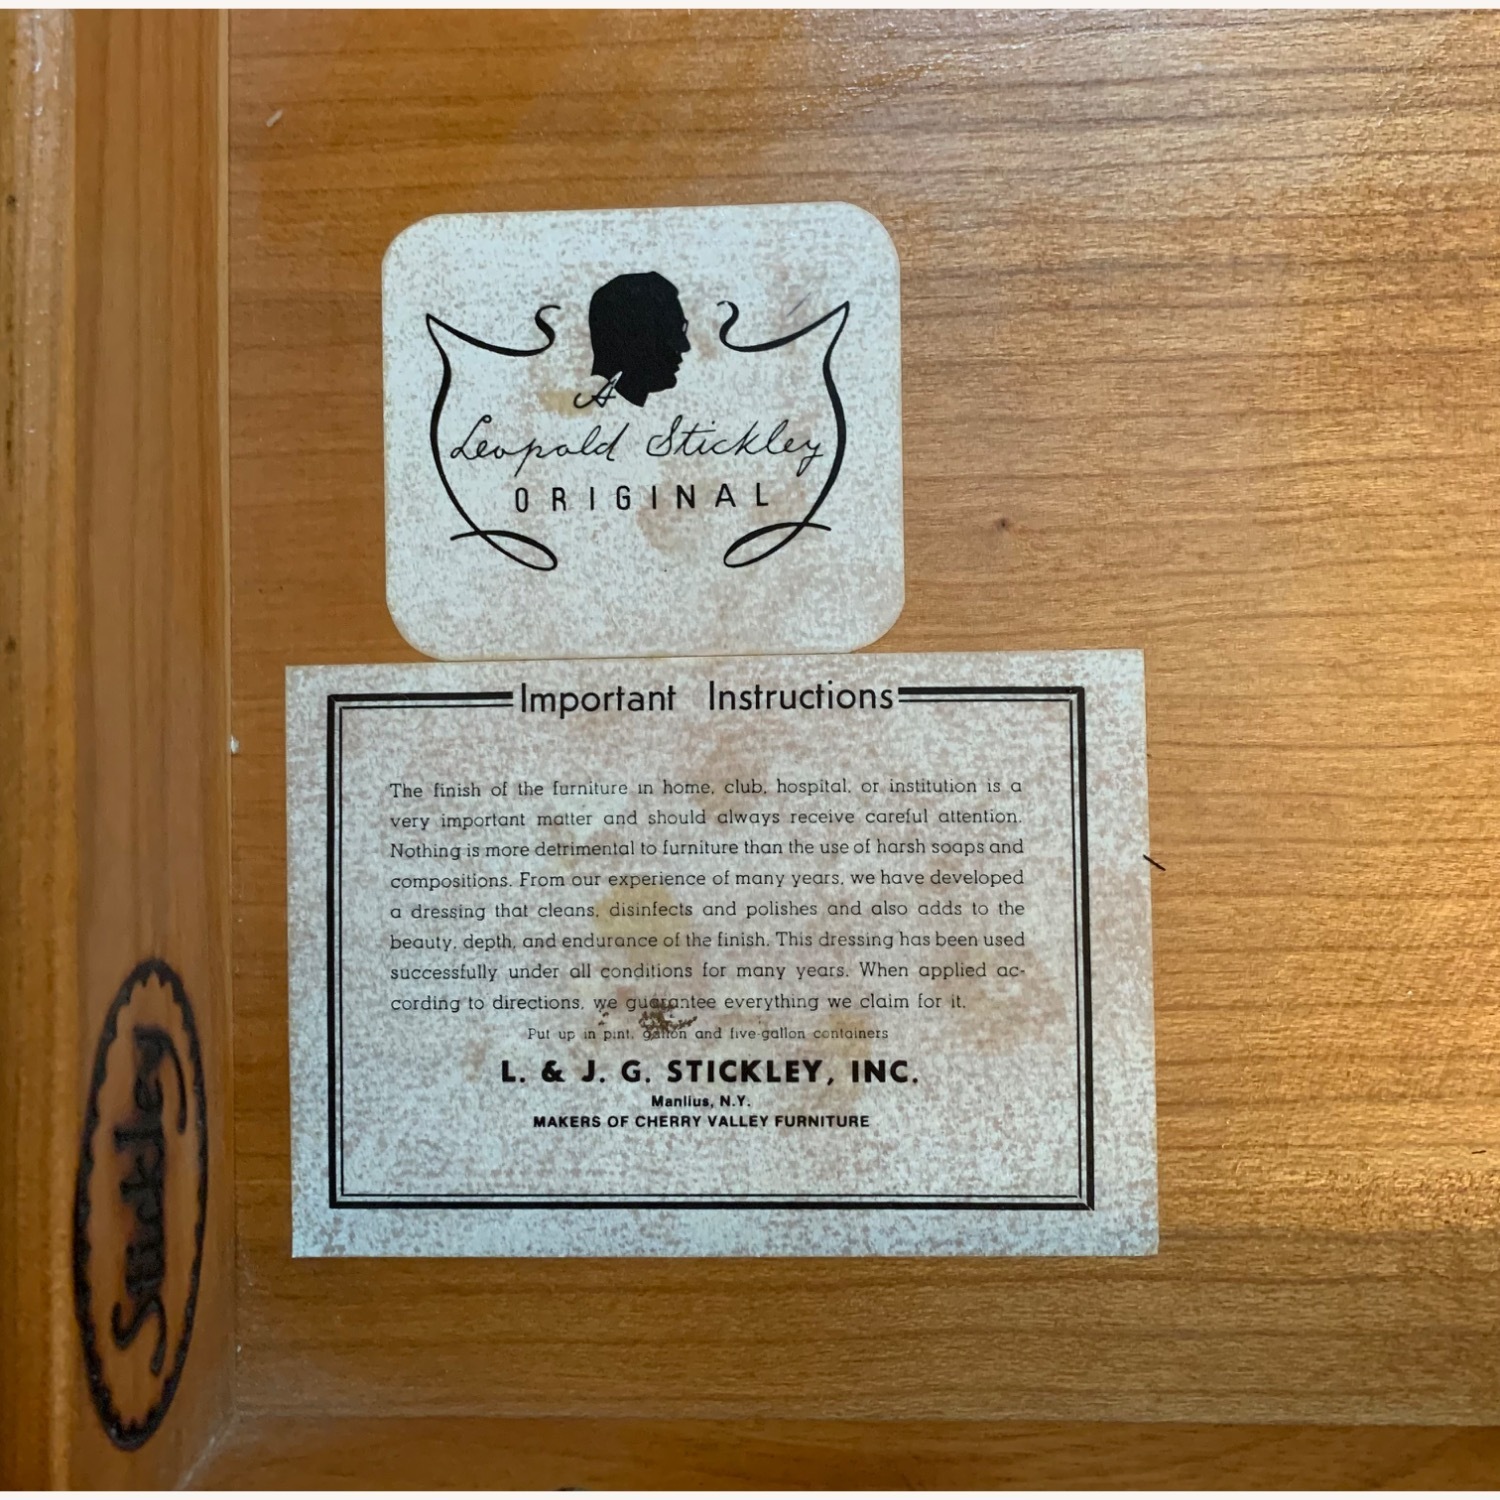 A
Leopold Stickley
ORIGINAL
Important Instructions
The finish of the furniture in home, club, hospital, or institution is a
very important matter and should always receive careful attention.
Nothing is more detrimental to furniture than the use of harsh soaps and
compositions. From our experience of many years, we have developed
a dressing that cleans, disinfects and polishes and also adds to the
beauty, depth, and endurance of the finish. This dressing has been used
successfully under all conditions for many years. When applied ac-
cording to directions, we guarantee everything we claim for it.
Put up in pint, gallon and five-gallon containers
L. & J. G. STICKLEY, INC.
Manlius, N.Y.
MAKERS OF CHERRY VALLEY FURNITURE
Stickley